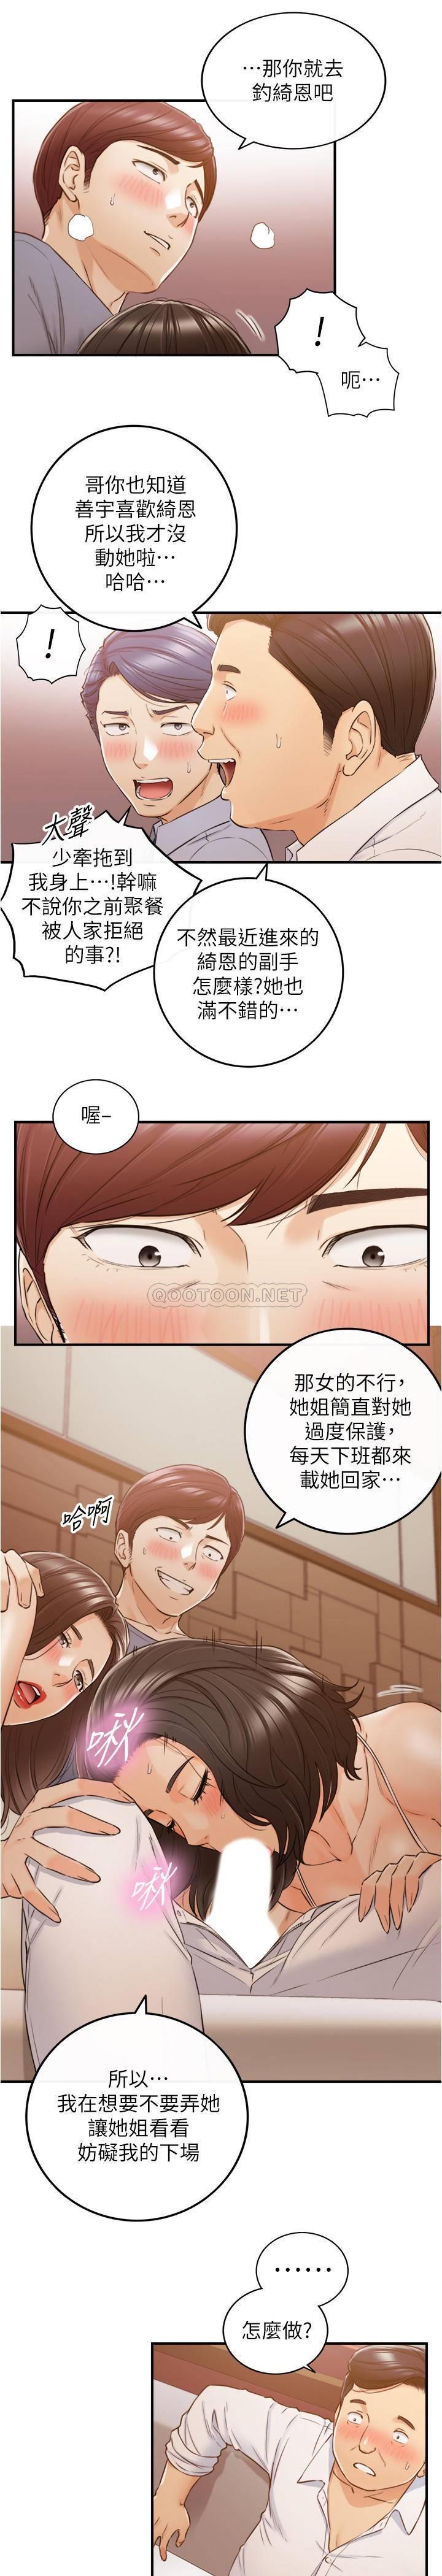 …那你就去
釣綺恩吧
!
呃…
哥你也知道
善宇喜歡綺恩
所以我才沒
動她啦…
哈哈…
!
大聲
少牽拖到
我身上…!幹嘛
不說你之前聚餐
被人家拒絕
的事?!
不然最近進來的
綺恩的副手
怎麼樣?她也
滿不錯的…
喔–
QOOTOON.NET
那女的不行，
她姐簡直對她
過度保護，
每天下班都來
載她回家…
哈啊
啾
啾
所以…
我在想要不要弄她
讓她姐看看
妨礙我的下場
……
怎麼做?